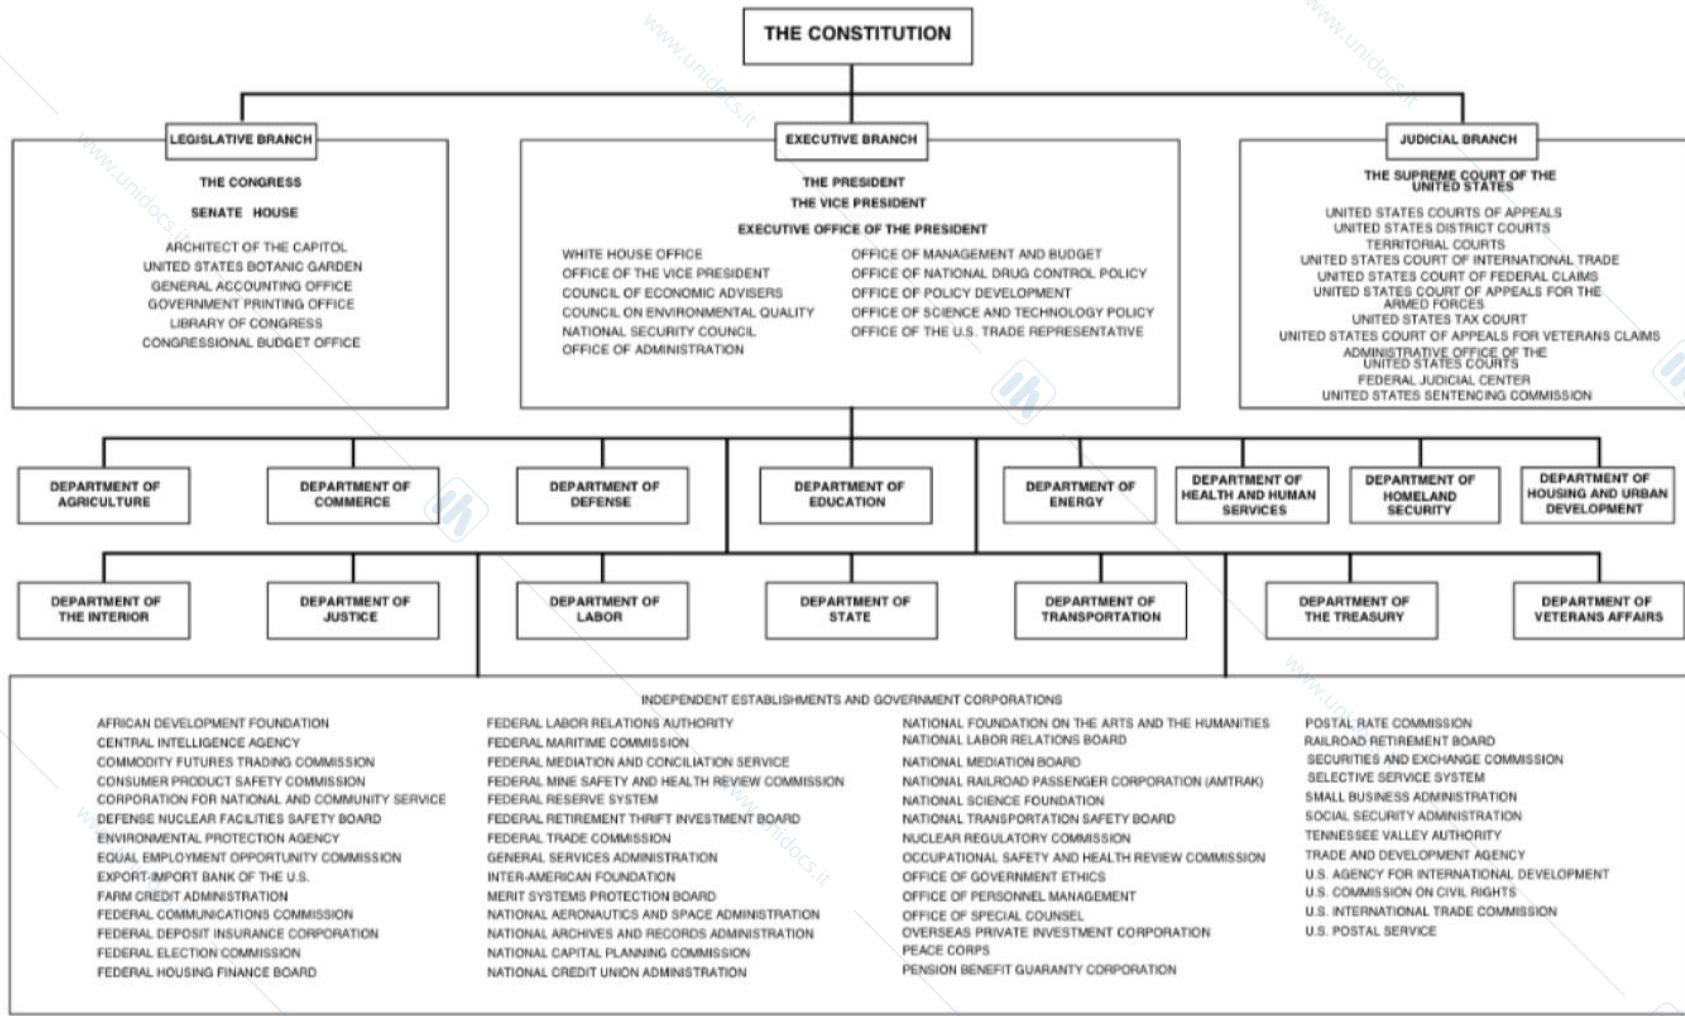 THE CONSTITUTION
LEGISLATIVE BRANCH
THE CONGRESS
SENATE HOUSE
ARCHITECT OF THE CAPITOL
UNITED STATES BOTANIC GARDEN
GENERAL ACCOUNTING OFFICE
GOVERNMENT PRINTING OFFICE
LIBRARY OF CONGRESS
CONGRESSIONAL BUDGET OFFICE
EXECUTIVE BRANCH
THE PRESIDENT
THE VICE PRESIDENT
EXECUTIVE OFFICE OF THE PRESIDENT
WHITE HOUSE OFFICE
OFFICE OF THE VICE PRESIDENT
COUNCIL OF ECONOMIC ADVISERS
COUNCIL ON ENVIRONMENTAL QUALITY
NATIONAL SECURITY COUNCIL
OFFICE OF ADMINISTRATION
OFFICE OF MANAGEMENT AND BUDGET
OFFICE OF NATIONAL DRUG CONTROL POLICY
OFFICE OF POLICY DEVELOPMENT
OFFICE OF SCIENCE AND TECHNOLOGY POLICY
OFFICE OF THE U.S. TRADE REPRESENTATIVE
JUDICIAL BRANCH
THE SUPREME COURT OF THE
UNITED STATES
UNITED STATES COURTS OF APPEALS
UNITED STATES DISTRICT COURTS
TERRITORIAL COURTS
UNITED STATES COURT OF INTERNATIONAL TRADE
UNITED STATES COURT OF FEDERAL CLAIMS
UNITED STATES COURT OF APPEALS FOR THE
ARMED FORCES
UNITED STATES TAX COURT
UNITED STATES COURT OF APPEALS FOR VETERANS CLAIMS
ADMINISTRATIVE OFFICE OF THE
UNITED STATES COURTS
FEDERAL JUDICIAL CENTER
UNITED STATES SENTENCING COMMISSION
DEPARTMENT OF
AGRICULTURE
DEPARTMENT OF
COMMERCE
DEPARTMENT OF
DEFENSE
DEPARTMENT OF
EDUCATION
DEPARTMENT OF
ENERGY
DEPARTMENT OF
HEALTH AND HUMAN
SERVICES
DEPARTMENT OF
HOMELAND
SECURITY
DEPARTMENT OF
HOUSING AND URBAN
DEVELOPMENT
DEPARTMENT OF
THE INTERIOR
DEPARTMENT OF
JUSTICE
DEPARTMENT OF
LABOR
DEPARTMENT OF
STATE
DEPARTMENT OF
TRANSPORTATION
DEPARTMENT OF
THE TREASURY
DEPARTMENT OF
VETERANS AFFAIRS
INDEPENDENT ESTABLISHMENTS AND GOVERNMENT CORPORATIONS
AFRICAN DEVELOPMENT FOUNDATION
CENTRAL INTELLIGENCE AGENCY
COMMODITY FUTURES TRADING COMMISSION
CONSUMER PRODUCT SAFETY COMMISSION
CORPORATION FOR NATIONAL AND COMMUNITY SERVICE
DEFENSE NUCLEAR FACILITIES SAFETY BOARD
ENVIRONMENTAL PROTECTION AGENCY
EQUAL EMPLOYMENT OPPORTUNITY COMMISSION
EXPORT-IMPORT BANK OF THE U.S.
FARM CREDIT ADMINISTRATION
FEDERAL COMMUNICATIONS COMMISSION
FEDERAL DEPOSIT INSURANCE CORPORATION
FEDERAL ELECTION COMMISSION
FEDERAL HOUSING FINANCE BOARD
FEDERAL LABOR RELATIONS AUTHORITY
FEDERAL MARITIME COMMISSION
FEDERAL MEDIATION AND CONCILIATION SERVICE
FEDERAL MINE SAFETY AND HEALTH REVIEW COMMISSION
FEDERAL RESERVE SYSTEM
FEDERAL RETIREMENT THRIFT INVESTMENT BOARD
FEDERAL TRADE COMMISSION
GENERAL SERVICES ADMINISTRATION
INTER-AMERICAN FOUNDATION
MERIT SYSTEMS PROTECTION BOARD
NATIONAL AERONAUTICS AND SPACE ADMINISTRATION
NATIONAL ARCHIVES AND RECORDS ADMINISTRATION
NATIONAL CAPITAL PLANNING COMMISSION
NATIONAL CREDIT UNION ADMINISTRATION
NATIONAL FOUNDATION ON THE ARTS AND THE HUMANITIES
NATIONAL LABOR RELATIONS BOARD
NATIONAL MEDIATION BOARD
NATIONAL RAILROAD PASSENGER CORPORATION (AMTRAK)
NATIONAL SCIENCE FOUNDATION
NATIONAL TRANSPORTATION SAFETY BOARD
NUCLEAR REGULATORY COMMISSION
OCCUPATIONAL SAFETY AND HEALTH REVIEW COMMISSION
OFFICE OF GOVERNMENT ETHICS
OFFICE OF PERSONNEL MANAGEMENT
OFFICE OF SPECIAL COUNSEL
OVERSEAS PRIVATE INVESTMENT CORPORATION
PEACE CORPS
PENSION BENEFIT GUARANTY CORPORATION
POSTAL RATE COMMISSION
RAILROAD RETIREMENT BOARD
SECURITIES AND EXCHANGE COMMISSION
SELECTIVE SERVICE SYSTEM
SMALL BUSINESS ADMINISTRATION
SOCIAL SECURITY ADMINISTRATION
TENNESSEE VALLEY AUTHORITY
TRADE AND DEVELOPMENT AGENCY
U.S. AGENCY FOR INTERNATIONAL DEVELOPMENT
U.S. COMMISSION ON CIVIL RIGHTS
U.S. INTERNATIONAL TRADE COMMISSION
U.S. POSTAL SERVICE
www.unidocs.it
www.unidocs.it
www.unidocs.it
www.unidocs.it